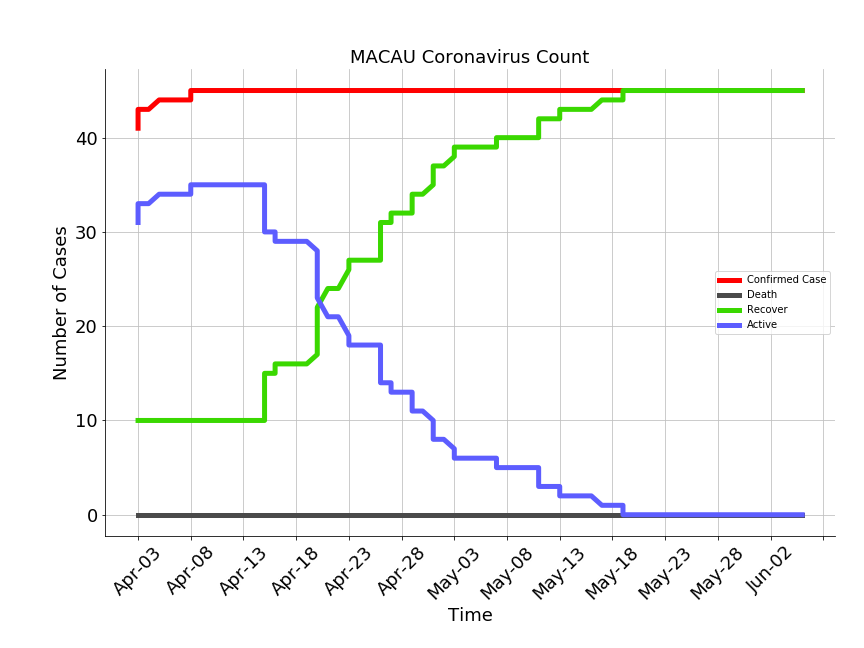 MACAU Coronavirus Count
Number of Cases
40
30
20
10
0
Confirmed Case
Death
Recover
Active
Apr-03
Apr-08
Apr-13
Apr-18
Apr-23
Apr-28
May-03
May-08
May-13
May-18
May-23
May-28
Jun-02
Time